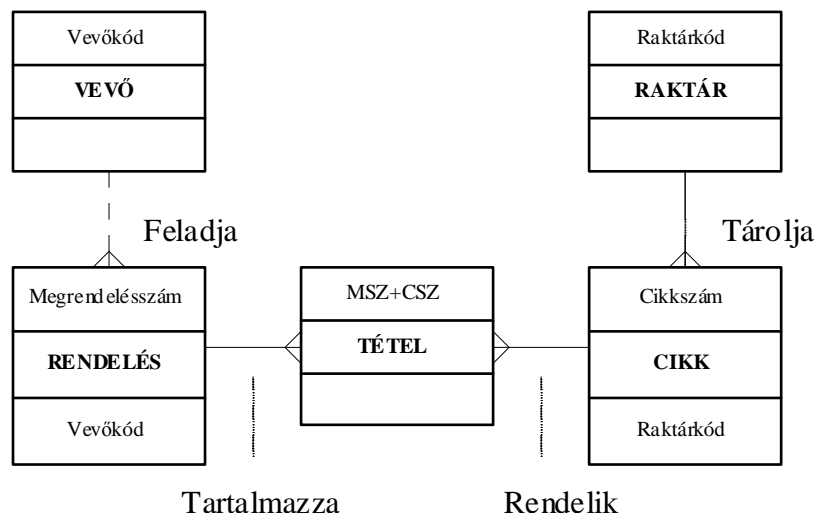 Vevőkód
VEVŐ
Raktárkód
RAKTÁR
Feladja
Tárolja
Megrendelésszám
RENDELÉS
Vevőkód
MSZ+CSZ
TÉTEL
Cikkszám
CIKK
Raktárkód
Tartalmazza
Rendelik